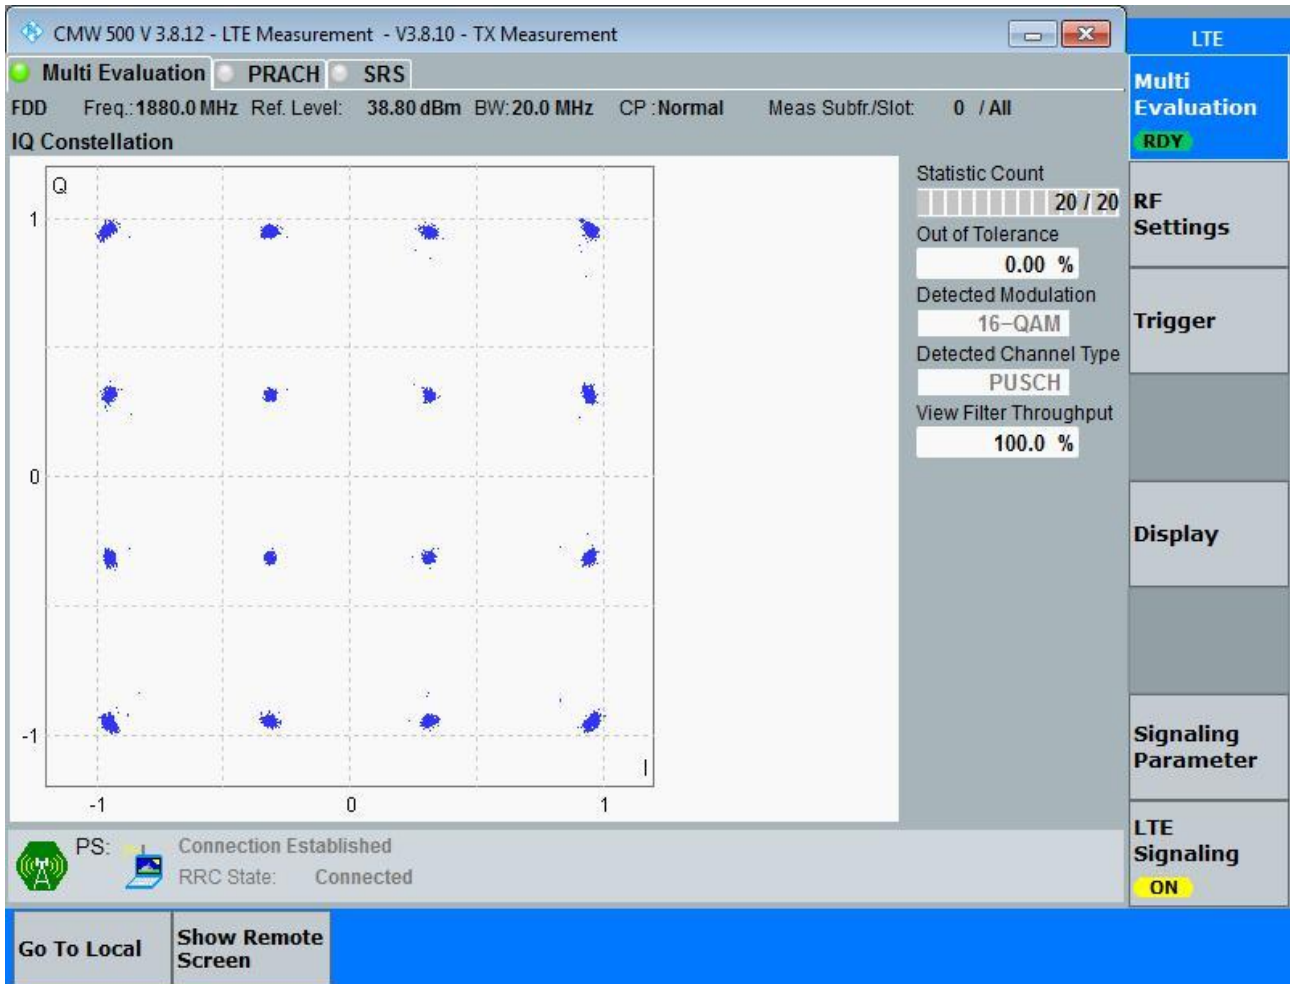 CMW 500 V 3.8.12 - LTE Measurement - V3.8.10 - TX Measurement
LTE
Multi Evaluation PRACH SRS
Multi
Evaluation
RDY
FDD Freq.:1880.0 MHz Ref. Level: 38.80 dBm BW:20.0 MHz CP :Normal Meas Subfr./Slot: 0 / All
IQ Constellation
Q
1
0
-1
I
-1 0 1
Statistic Count
20 / 20
Out of Tolerance
0.00 %
Detected Modulation
16-QAM
Detected Channel Type
PUSCH
View Filter Throughput
100.0 %
RF
Settings
Trigger
Display
Signaling
Parameter
LTE
Signaling
ON
PS: Connection Established
RRC State: Connected
Go To Local
Show Remote
Screen